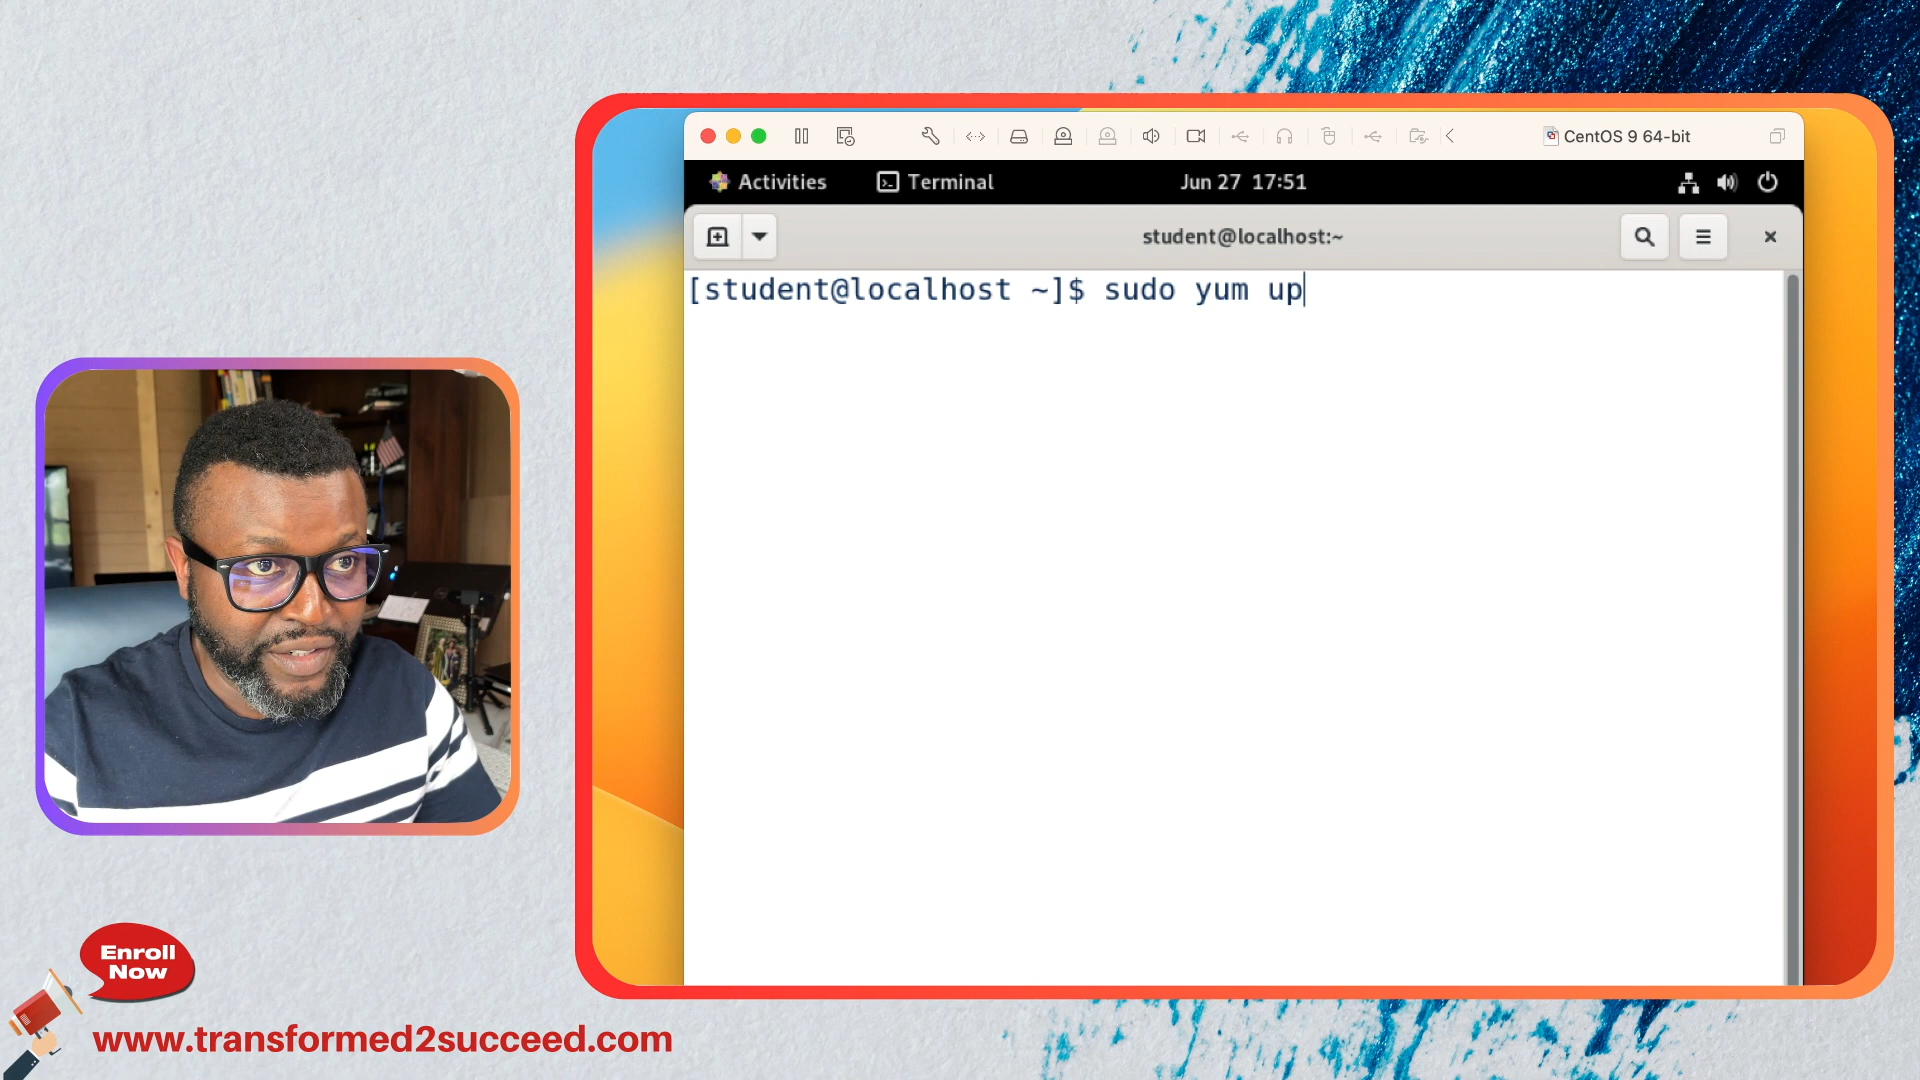 CentOS 9 64-bit
Activities
Terminal
Jun 27 17:51
student@localhost:~
[student@localhost ~]$ sudo yum up
Enroll
Now
www.transformed2succeed.com